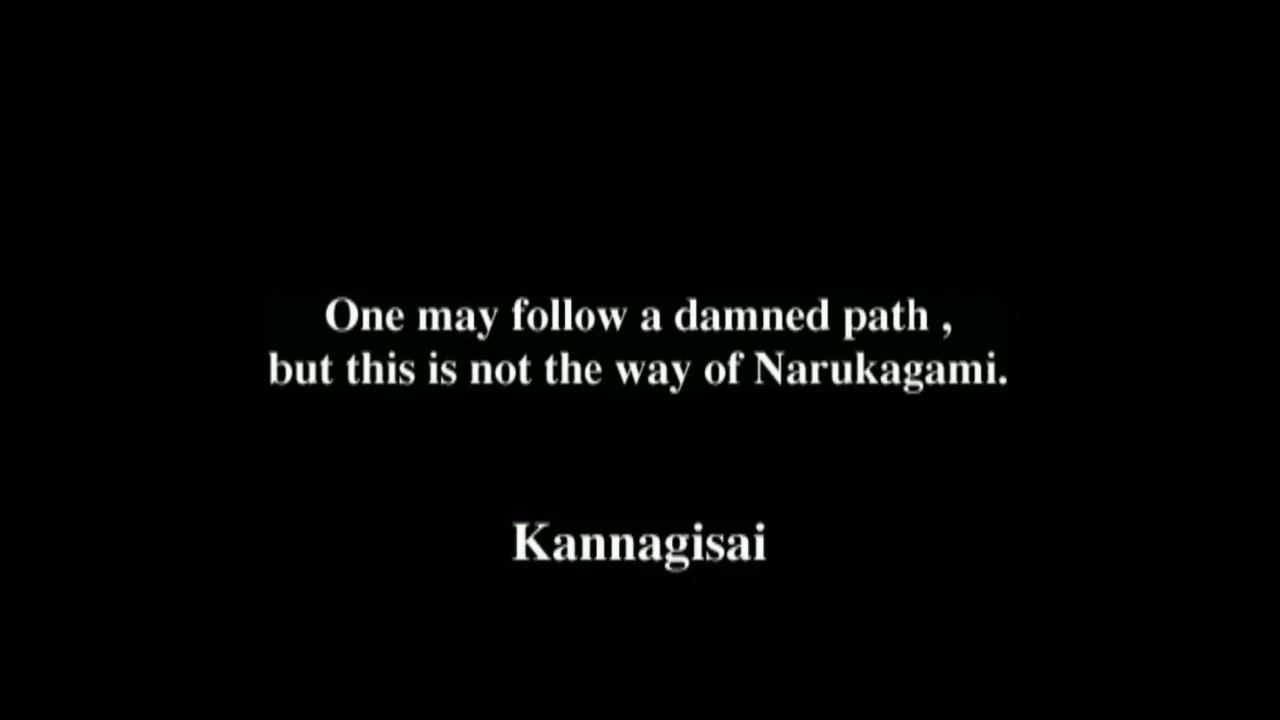 One may follow a damned path ,
but this is not the way of Narukagami.
Kannagisai